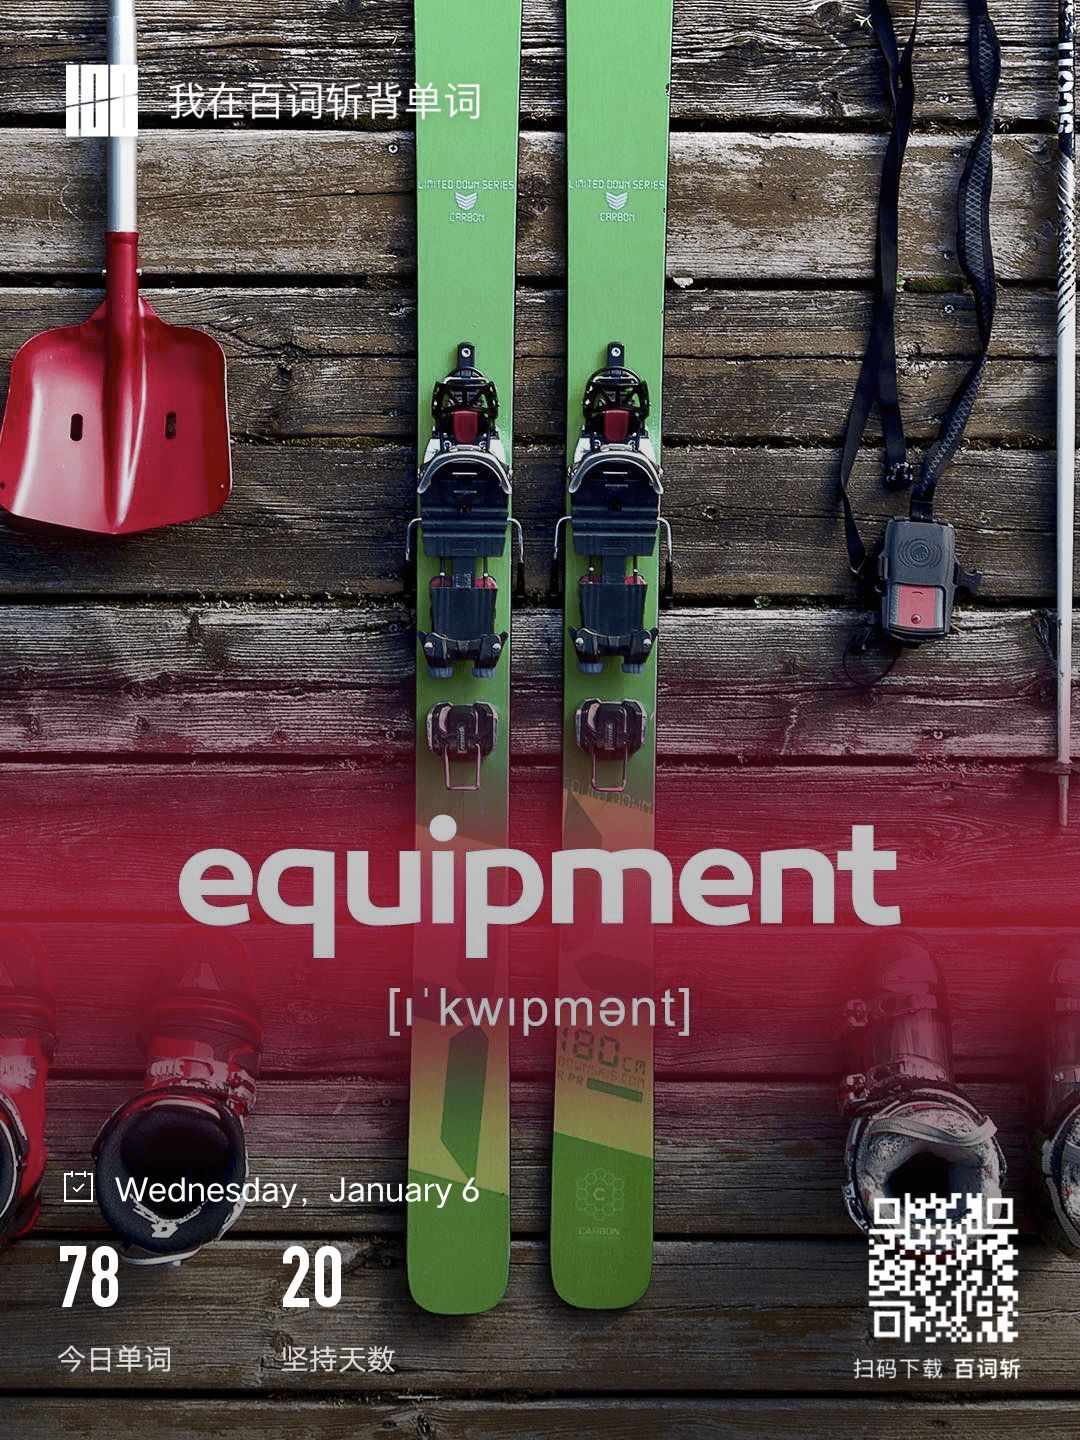 我在百词斩背单词
LIMITED DOWN SERIES
CARBON
LIMITED DOWN SERIES
CARBON
equipment
[ɪˈkwɪpmənt]
180CM
CARBON
Wednesday, January 6
78
20
今日单词
坚持天数
扫码下载 百词斩